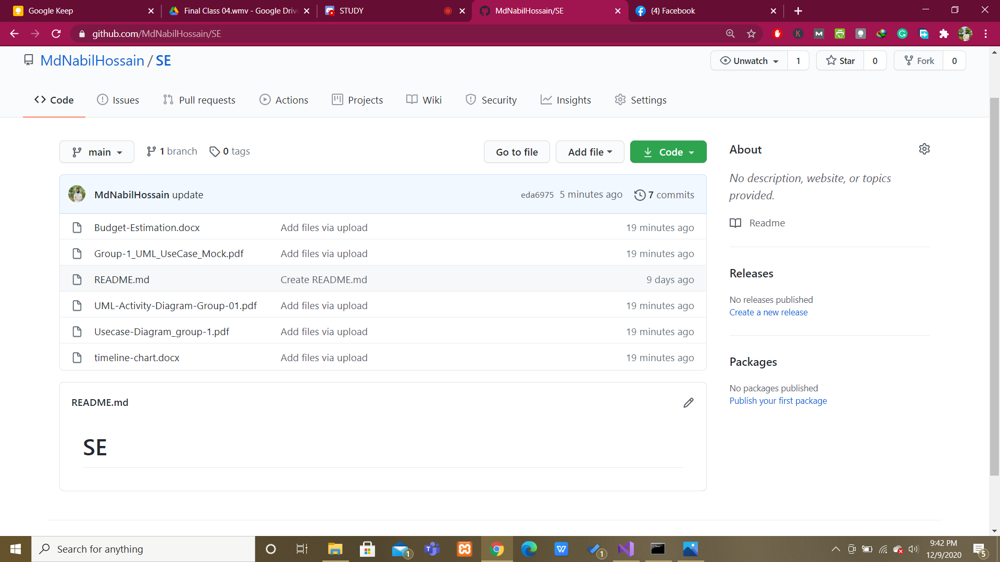 Google Keep
Final Class 04.wmv - Google Driv
STUDY
MdNabilHossain/SE
(4) Facebook
github.com/MdNabilHossain/SE
MdNabilHossain / SE
Unwatch 1
Star 0
Fork 0
Code
Issues
Pull requests
Actions
Projects
Wiki
Security
Insights
Settings
main
1 branch
0 tags
Go to file
Add file
Code
MdNabilHossain update eda6975 5 minutes ago 7 commits
Budget-Estimation.docx Add files via upload 19 minutes ago
Group-1_UML_UseCase_Mock.pdf Add files via upload 19 minutes ago
README.md Create README.md 9 days ago
UML-Activity-Diagram-Group-01.pdf Add files via upload 19 minutes ago
Usecase-Diagram_group-1.pdf Add files via upload 19 minutes ago
timeline-chart.docx Add files via upload 19 minutes ago
README.md
SE
About
No description, website, or topics
provided.
Readme
Releases
No releases published
Create a new release
Packages
No packages published
Publish your first package
Search for anything
1
1
9:42 PM
12/9/2020
5